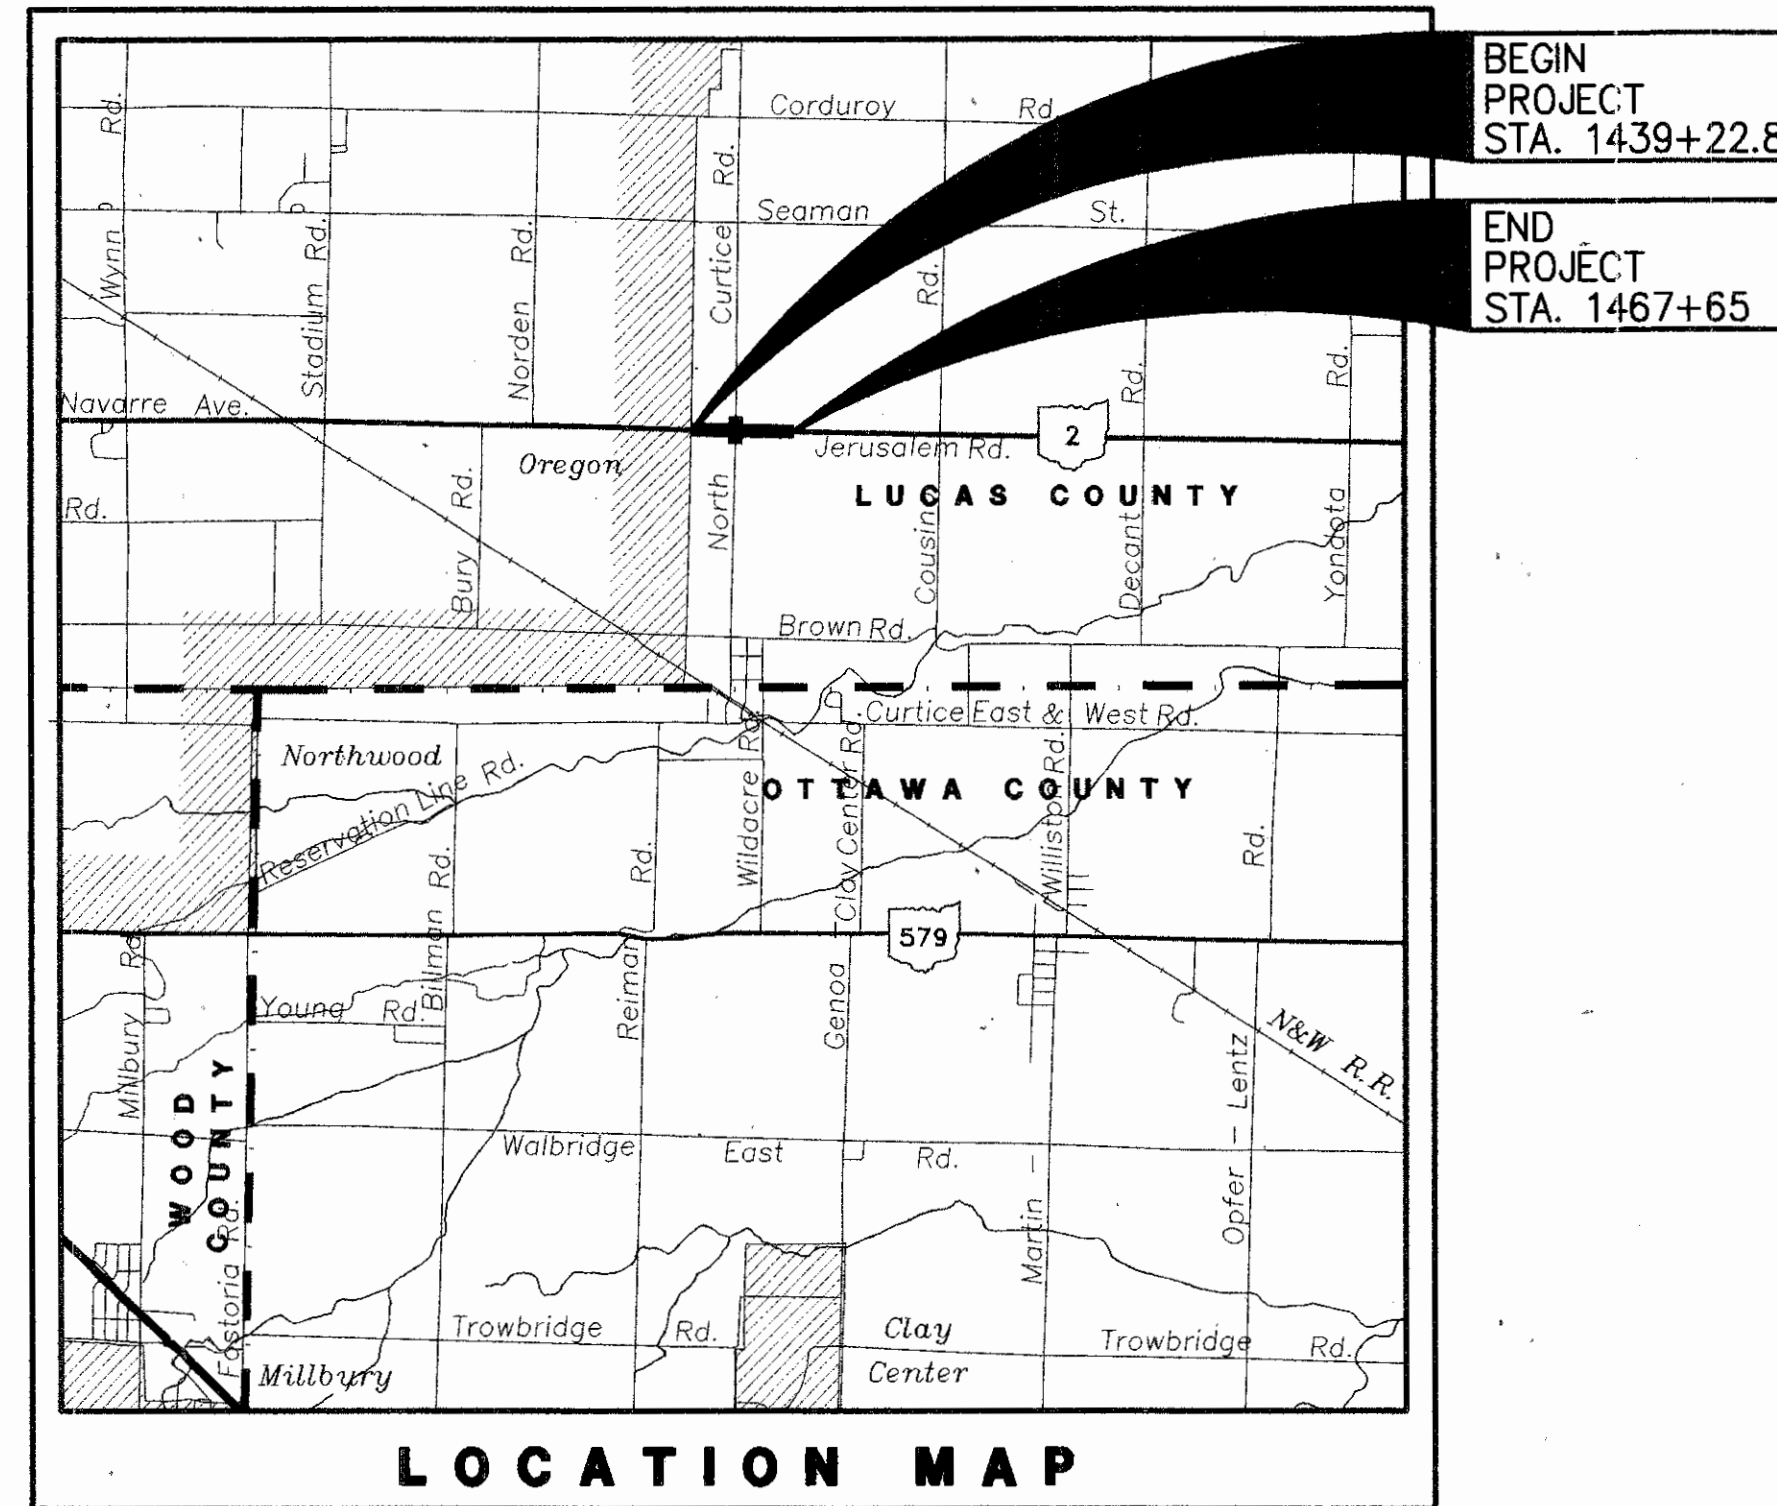 BEGIN
PROJECT
STA. 1439+22.8
END
PROJECT
STA. 1467+65
Corduroy Rd.
Seaman St.
Wynn Rd.
Stadium Rd.
Norden Rd.
North Curtice Rd.
Cousino Rd.
Decant Rd.
Yondota Rd.
Navarre Ave.
Jerusalem Rd.
2
Oregon
LUCAS COUNTY
Rd.
Bury Rd.
Brown Rd.
Curtice East & West Rd.
Northwood
Reservation Line Rd.
OTTAWA COUNTY
Wildacre Rd.
Genoa - Clay Center Rd.
Martin - Williston Rd.
Opfer - Lentz Rd.
Billman Rd.
Reiman Rd.
579
Millbury Rd.
Young Rd.
N&W R.R.
WOOD
COUNTY
Fostoria Rd.
Walbridge East Rd.
Trowbridge Rd.
Clay
Center
Trowbridge Rd.
Millbury
LOCATION MAP